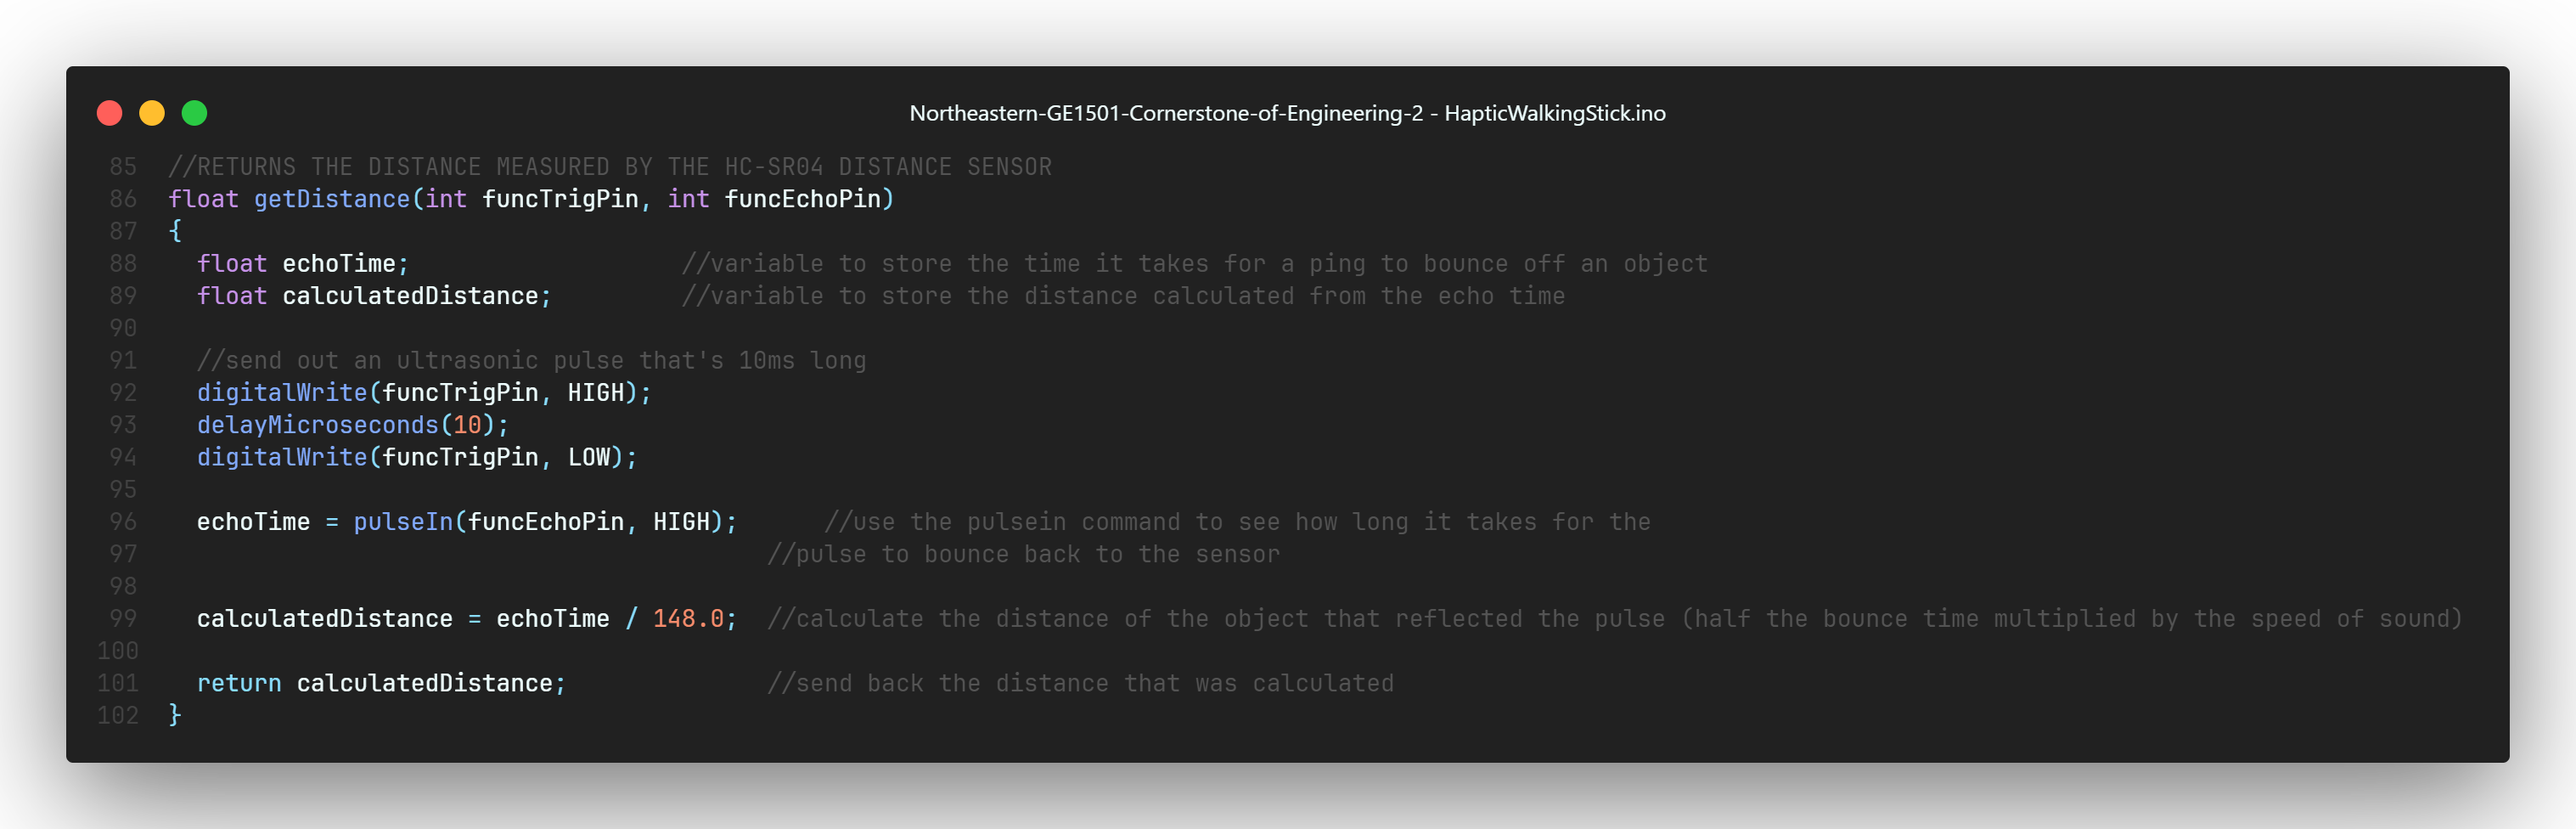 Northeastern-GE1501-Cornerstone-of-Engineering-2 - HapticWalkingStick.ino
85 //RETURNS THE DISTANCE MEASURED BY THE HC-SR04 DISTANCE SENSOR
86 float getDistance(int funcTrigPin, int funcEchoPin)
87 {
88   float echoTime;                   //variable to store the time it takes for a ping to bounce off an object
89   float calculatedDistance;         //variable to store the distance calculated from the echo time
90
91   //send out an ultrasonic pulse that's 10ms long
92   digitalWrite(funcTrigPin, HIGH);
93   delayMicroseconds(10);
94   digitalWrite(funcTrigPin, LOW);
95
96   echoTime = pulseIn(funcEchoPin, HIGH);      //use the pulsein command to see how long it takes for the
97                                           //pulse to bounce back to the sensor
98
99   calculatedDistance = echoTime / 148.0;  //calculate the distance of the object that reflected the pulse (half the bounce time multiplied by the speed of sound)
100
101   return calculatedDistance;              //send back the distance that was calculated
102 }